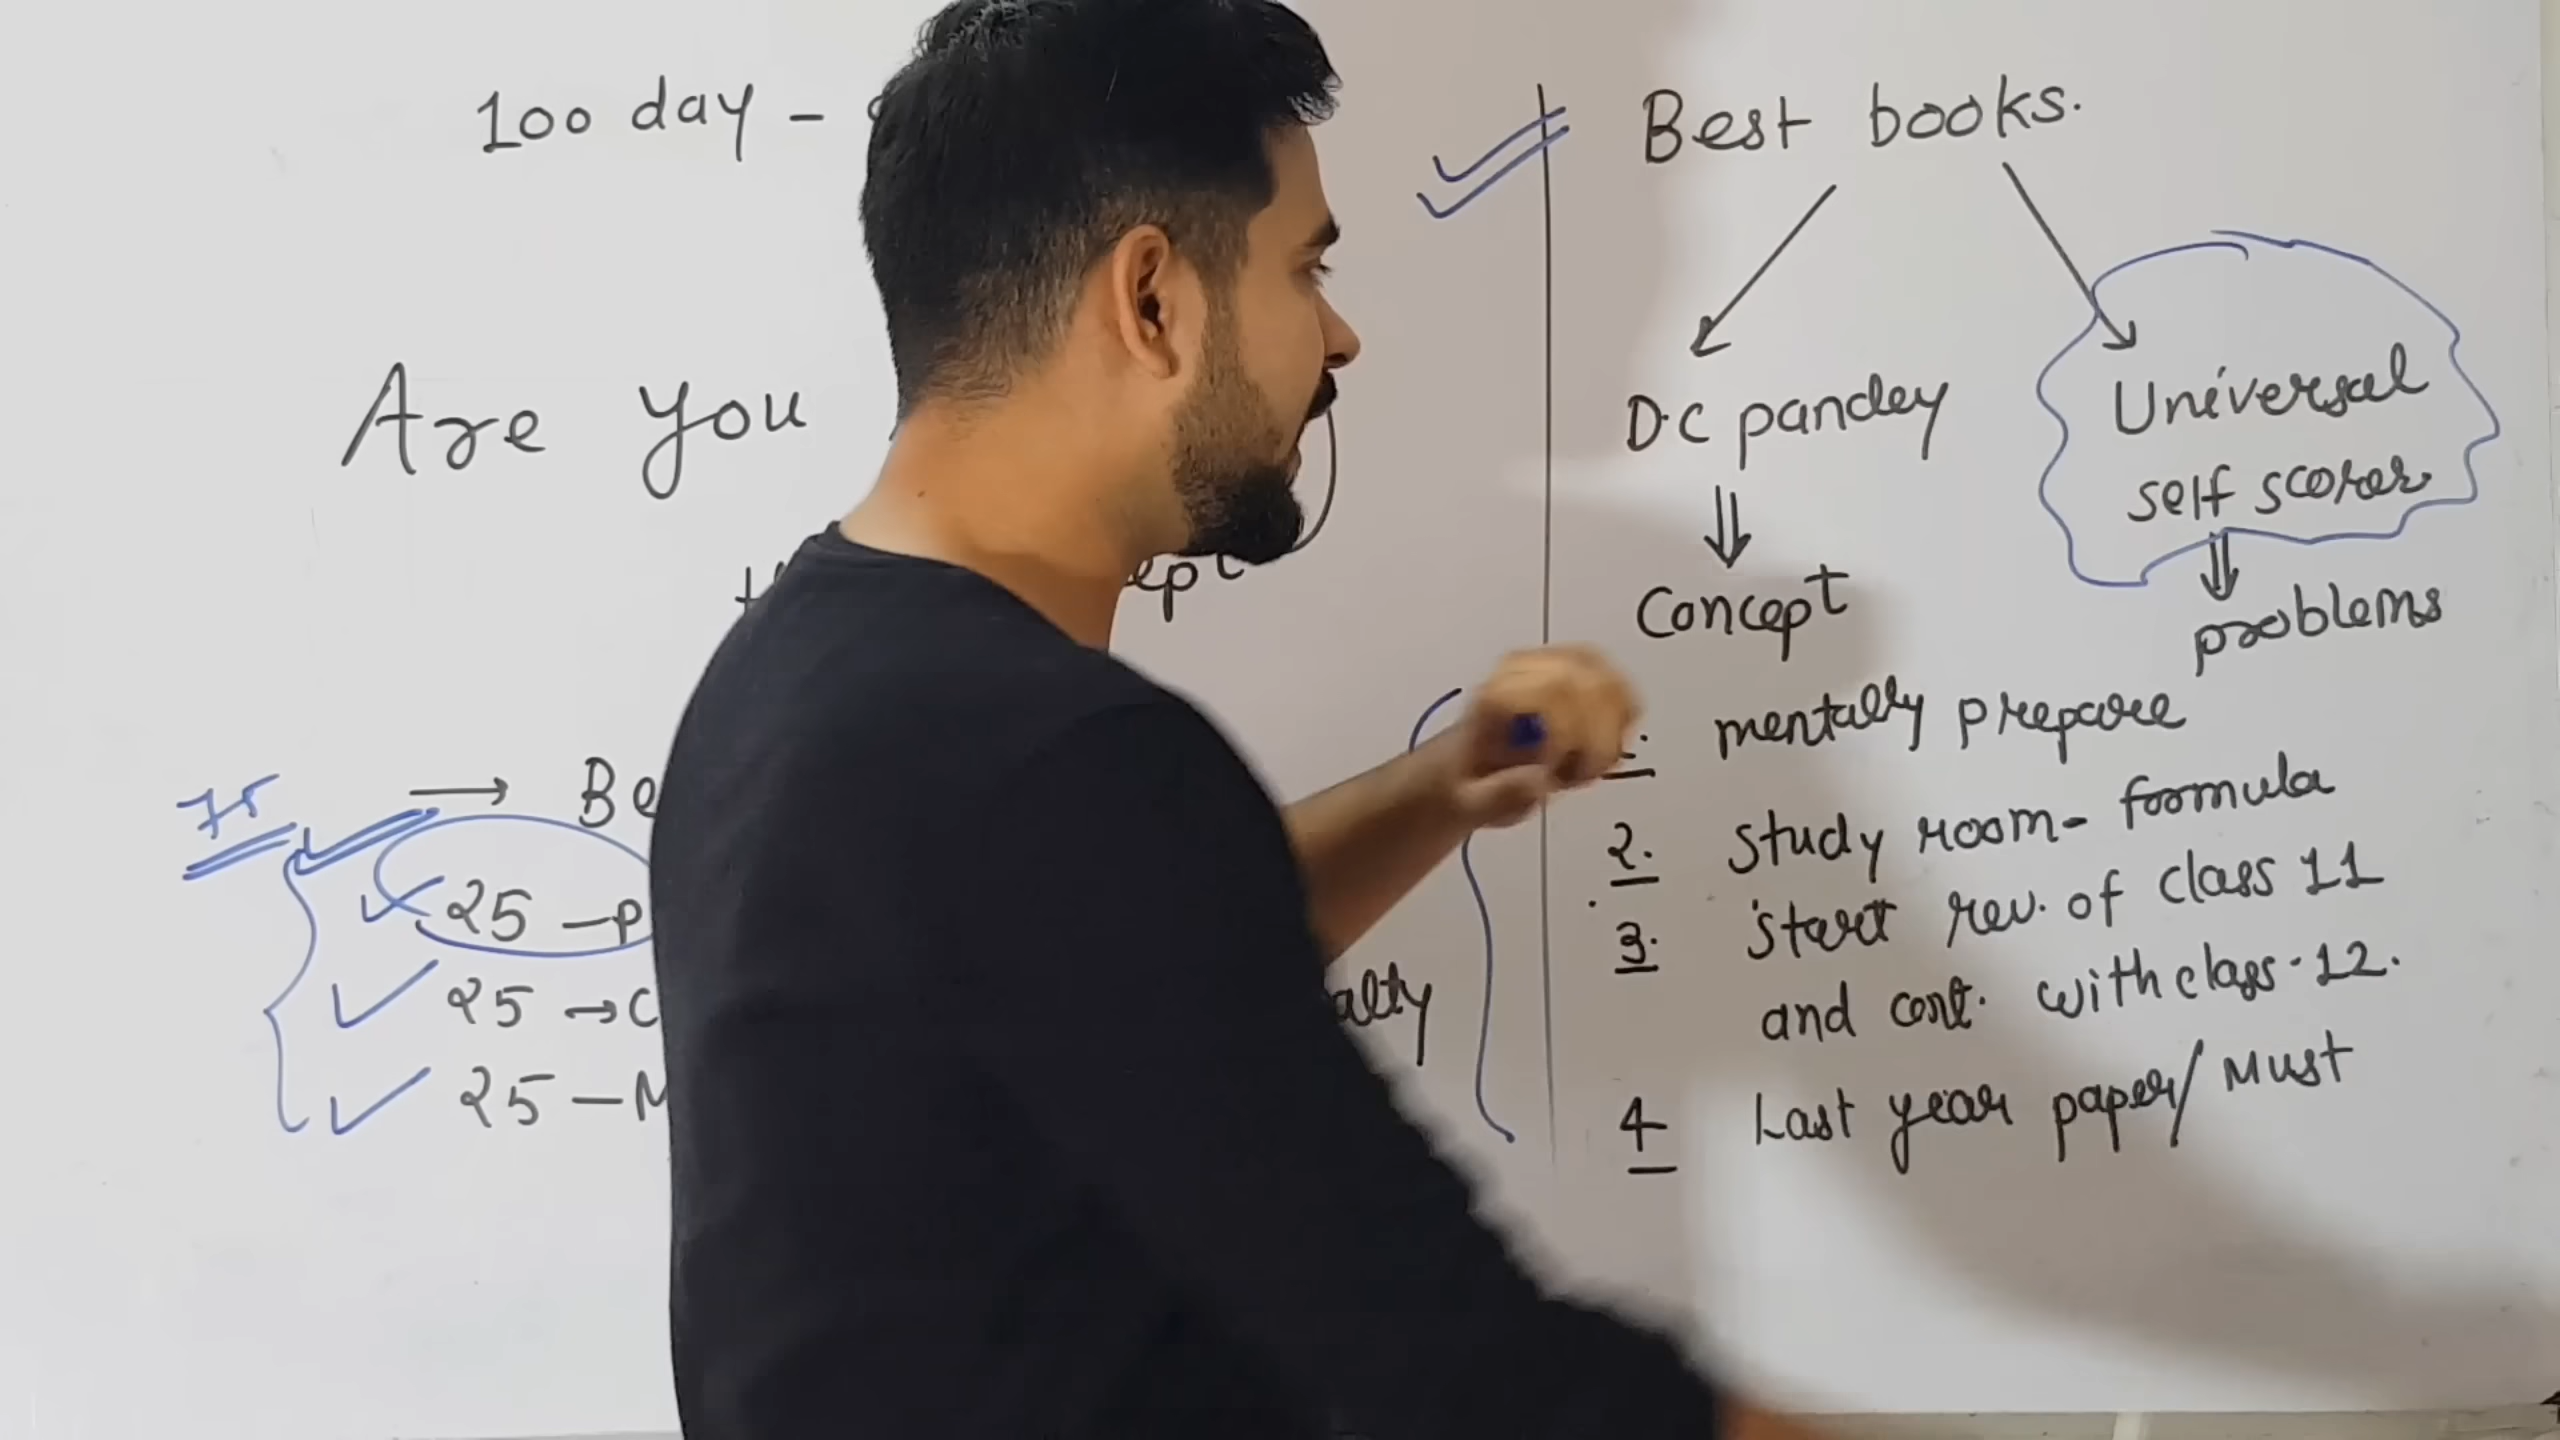 100 day -
Are you
75
→ Be
25 - P
25 → C
25 - M
Best books.
D.C pandey
Universal
self scorer
Concept
problems
mentally prepare
2. Study room - formula
3. start rev. of class 11
and cont. with class-12.
4 Last year paper/ Must